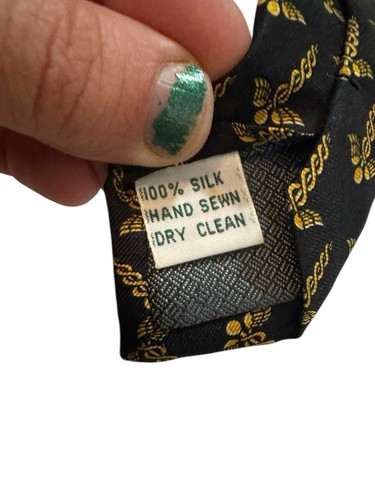 100% SILK
HAND SEWN
DRY CLEAN